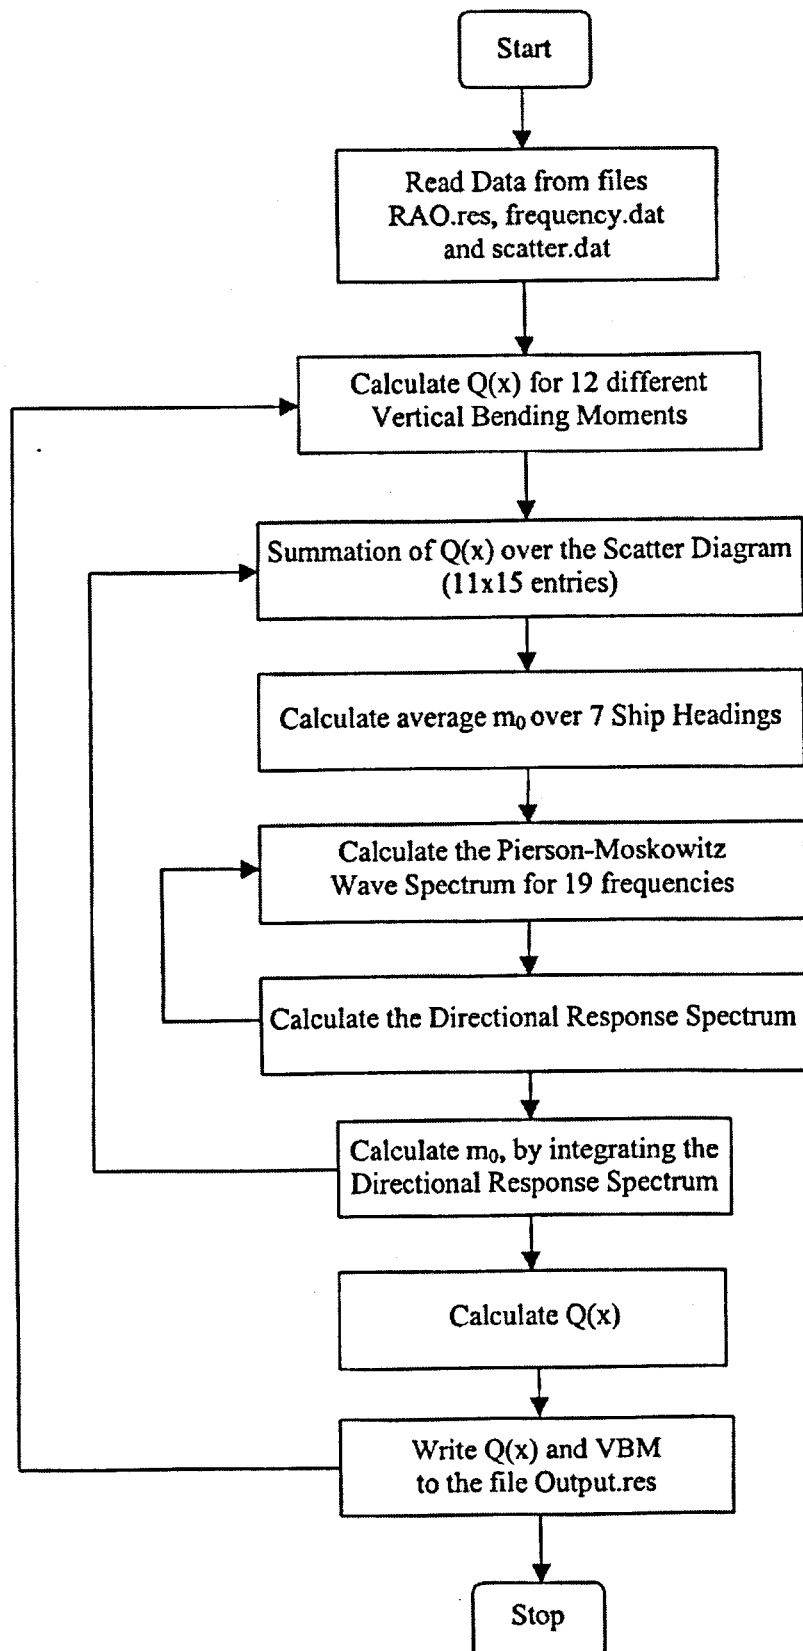 Start
Read Data from files
RAO.res, frequency.dat
and scatter.dat
Calculate Q(x) for 12 different
Vertical Bending Moments
Summation of Q(x) over the Scatter Diagram
(11x15 entries)
Calculate average m₀ over 7 Ship Headings
Calculate the Pierson-Moskowitz
Wave Spectrum for 19 frequencies
Calculate the Directional Response Spectrum
Calculate m₀, by integrating the
Directional Response Spectrum
Calculate Q(x)
Write Q(x) and VBM
to the file Output.res
Stop